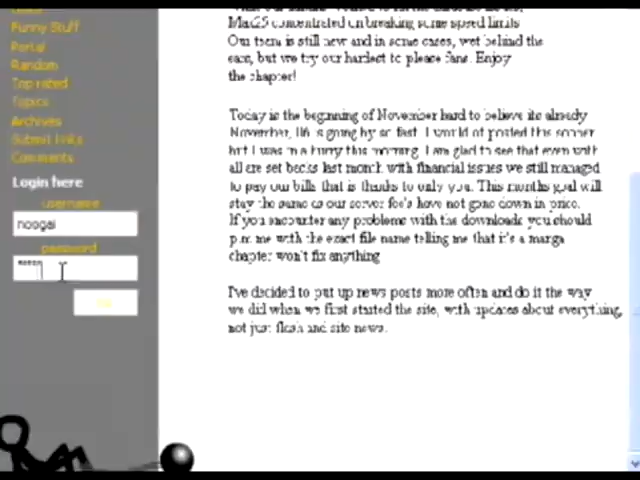 Funny Stuff
Portal
Random
Top rated
Topics
Archives
Submit links
Comments
Login here
username
noogai
password
Mac25 concentrated on breaking some speed limits
Our team is still new and in some cases, wet behind the
ears, but we try our hardest to please fans. Enjoy
the chapter!
Today is the beginning of November hard to believe its already
November, 06 is going by so fast. I would of posted this sooner
but I was in a hurry this morning. I am glad to see that even with
all are set backs last month with financial issues we still managed
to pay our bills that is thanks to only you. This months goal will
stay the same as our server fee's have not gone down in price.
If you encounter any problems with the downloads you should
p.m me with the exact file name telling me that it's a marga
chapter won't fix anything
I've decided to put up news posts more often and do it the way
we did when we first started the site, with updates about everything,
not just flash and site news.